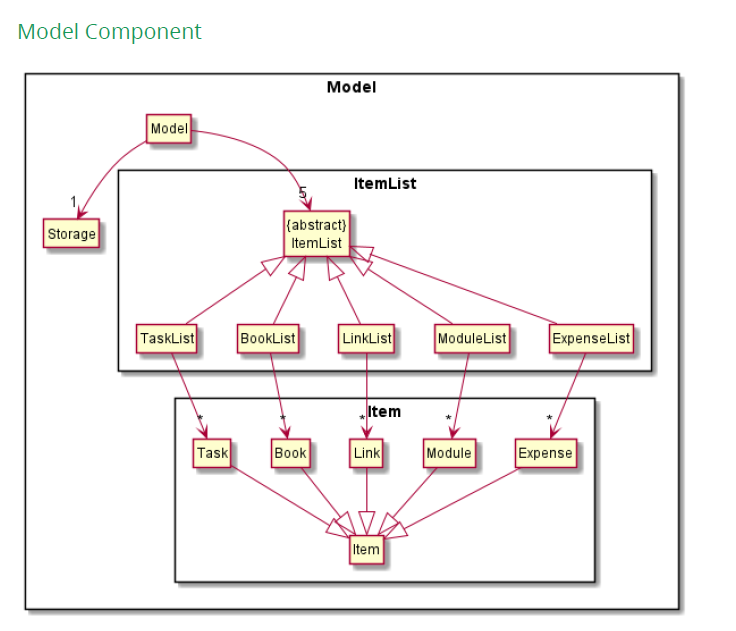 Model Component
Model
Model
1
5
ItemList
Storage
{abstract}
ItemList
TaskList
BookList
LinkList
ModuleList
ExpenseList
* * * * *
Item
Task
Book
Link
Module
Expense
Item